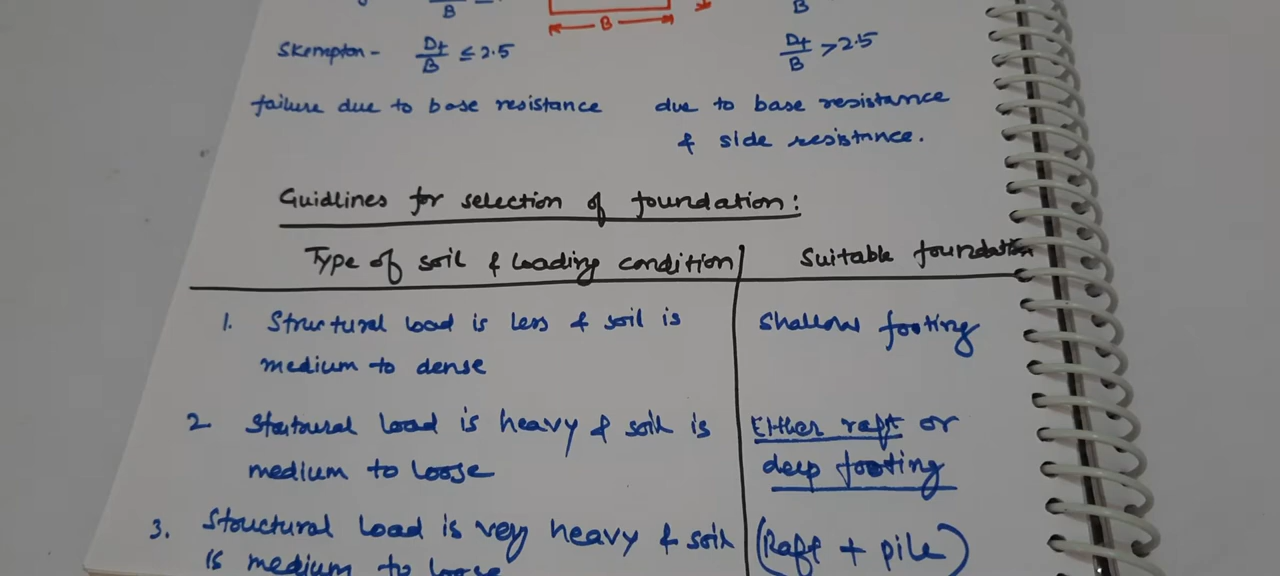 B
B
B
Skempton - Df/B ≤ 2.5
Df/B > 2.5
failure due to base resistance
due to base resistance
& side resistance.
Guidlines for selection of foundation:
Type of soil & loading condition
Suitable foundation
1. Structural load is less & soil is
medium to dense
Shallow footing
2 Stutural load is heavy & soil is
medium to loose
Either raft or
deep footing
3. Structural load is very heavy & soil
is medium to loose
(Raft + pile)